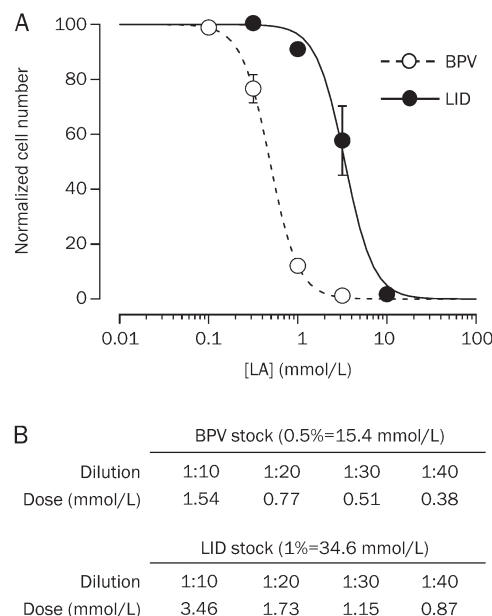 A
100
80
60
40
20
0
Normalized cell number
BPV
LID
0.01 0.1 1 10 100
[LA] (mmol/L)
B
BPV stock (0.5%=15.4 mmol/L)
Dilution 1:10 1:20 1:30 1:40
Dose (mmol/L) 1.54 0.77 0.51 0.38
LID stock (1%=34.6 mmol/L)
Dilution 1:10 1:20 1:30 1:40
Dose (mmol/L) 3.46 1.73 1.15 0.87